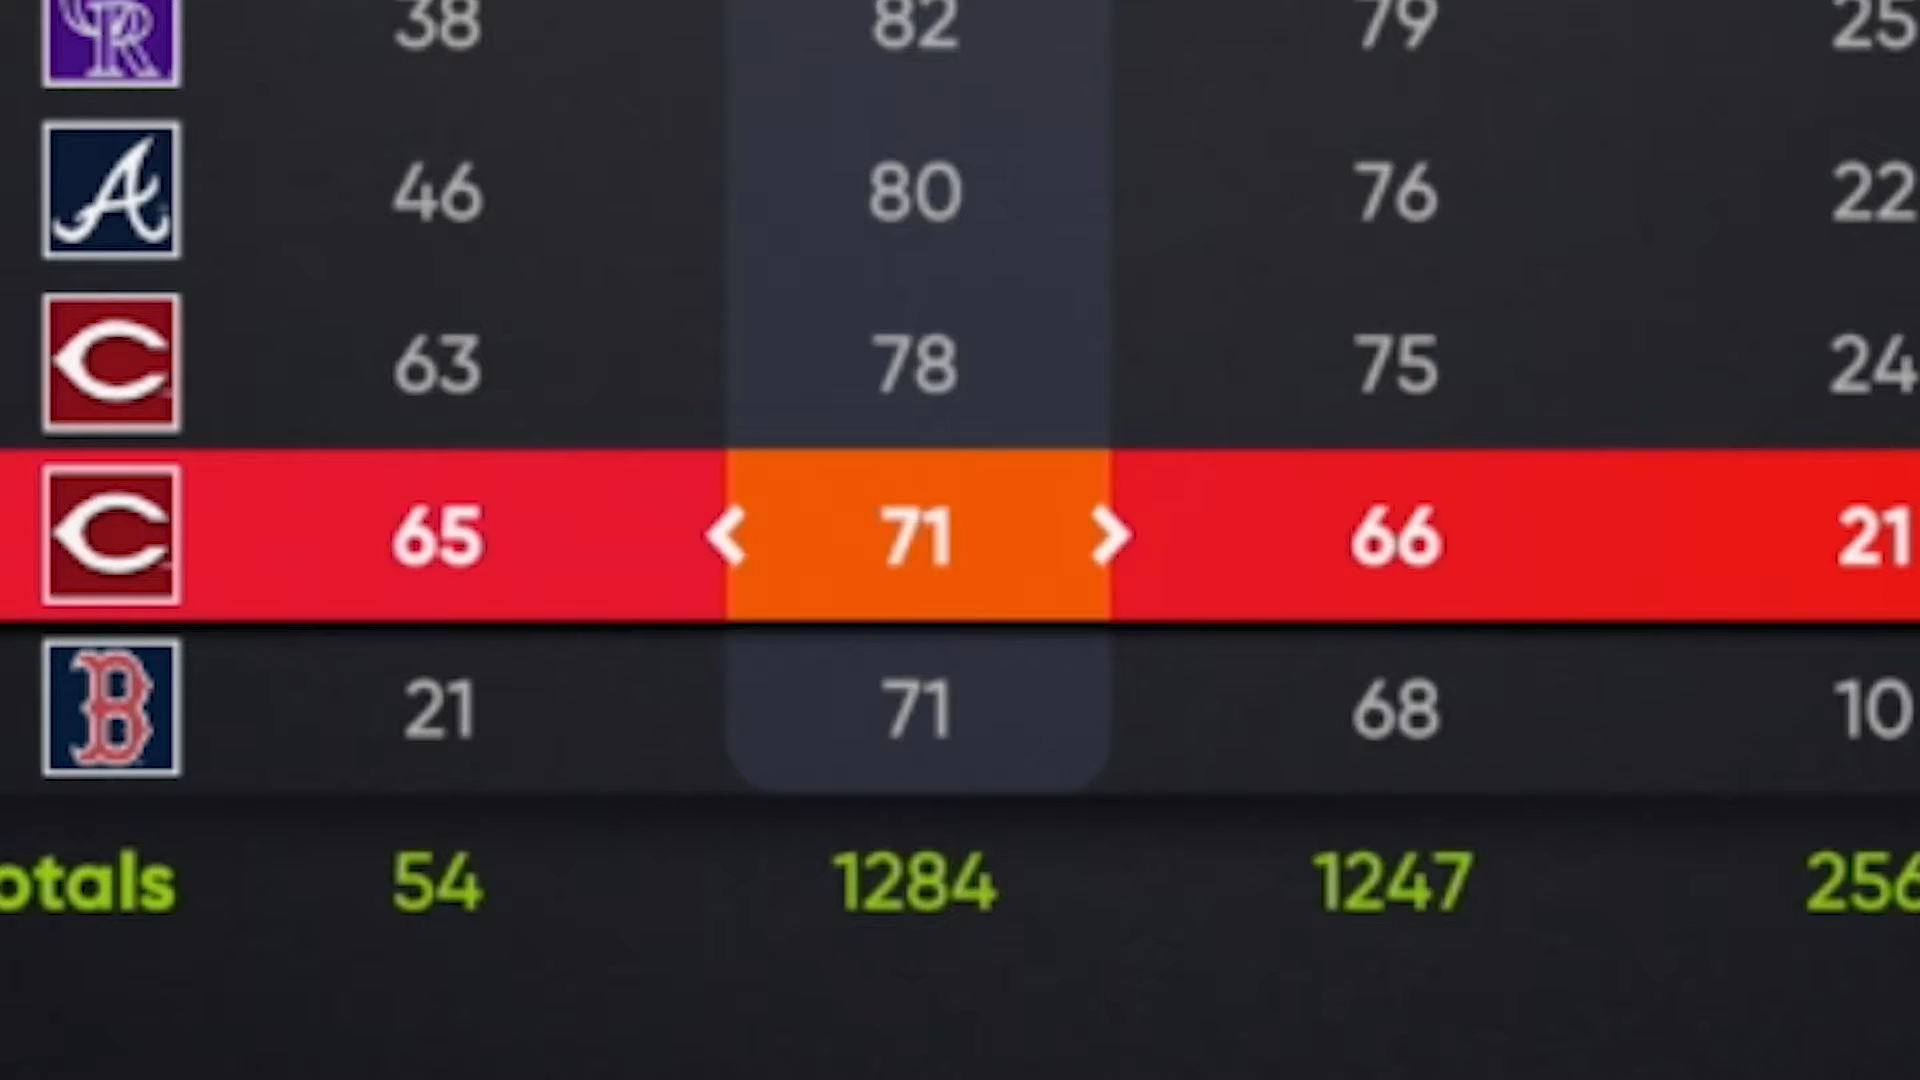 CR 38 82 79 25
A 46 80 76 22
C 63 78 75 24
C 65 71 66 21
B 21 71 68 10
otals 54 1284 1247 256